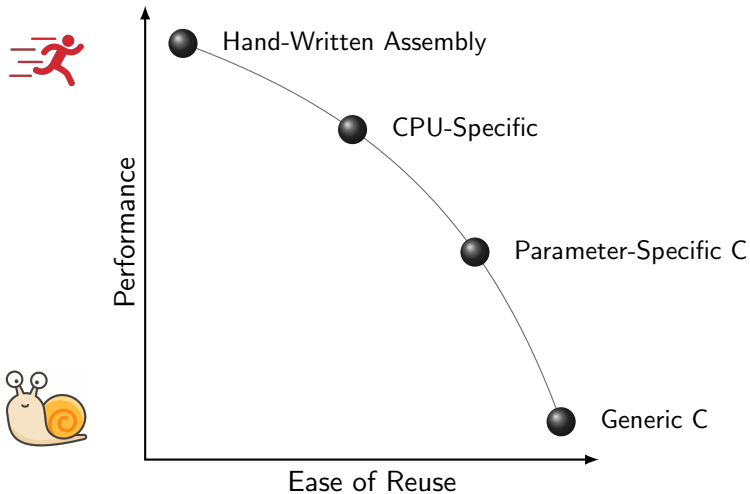 Hand-Written Assembly
CPU-Specific
Parameter-Specific C
Generic C
Performance
Ease of Reuse